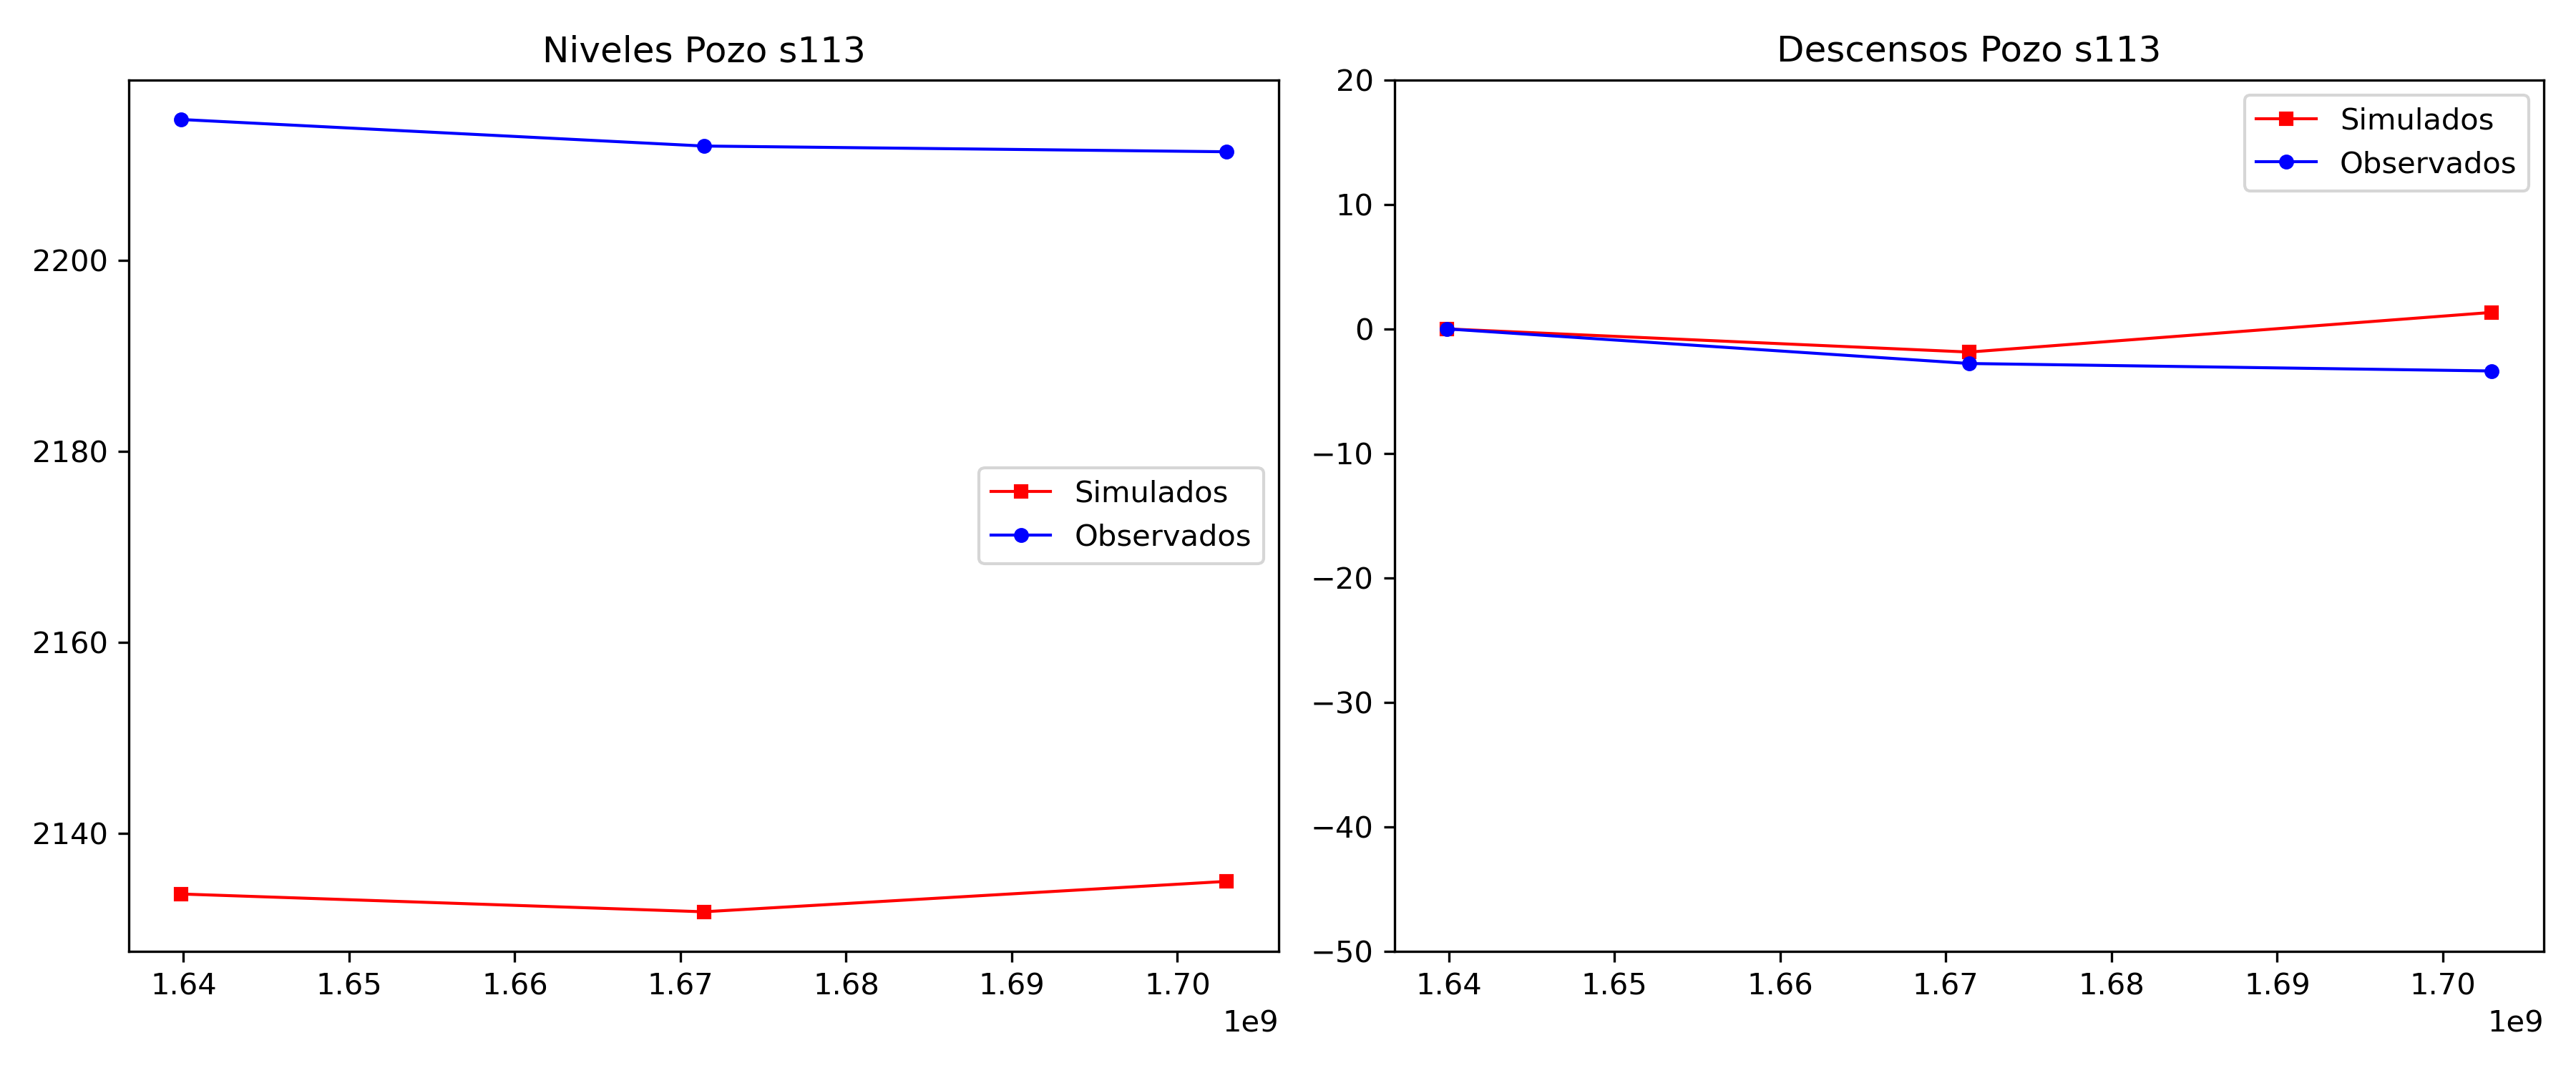 Niveles Pozo s113
2200
2180
2160
2140
Simulados
Observados
1.64 1.65 1.66 1.67 1.68 1.69 1.70
1e9
Descensos Pozo s113
20
10
0
−10
−20
−30
−40
−50
Simulados
Observados
1.64 1.65 1.66 1.67 1.68 1.69 1.70
1e9